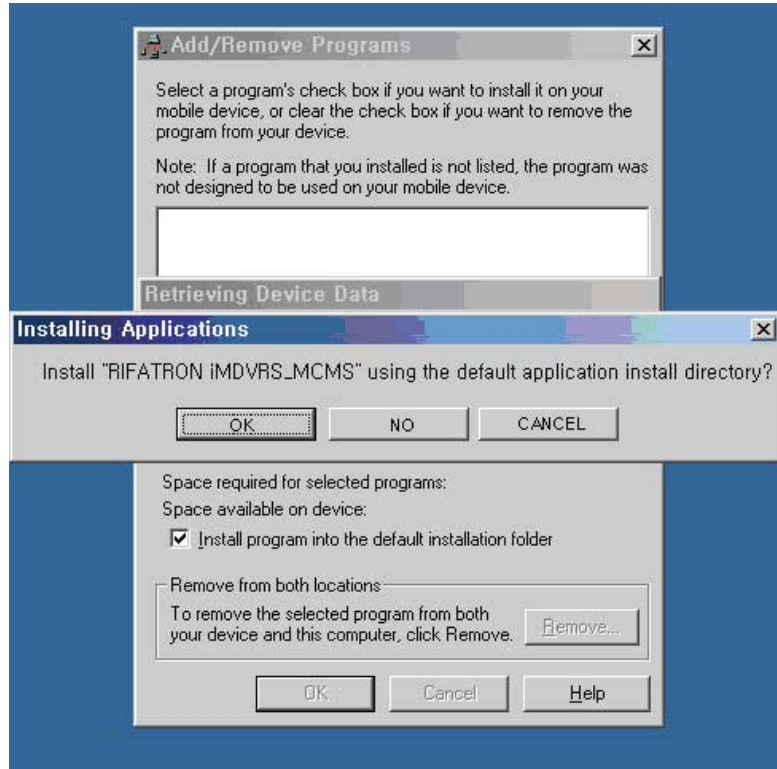 Add/Remove Programs
Select a program's check box if you want to install it on your
mobile device, or clear the check box if you want to remove the
program from your device.
Note: If a program that you installed is not listed, the program was
not designed to be used on your mobile device.
Retrieving Device Data
Installing Applications
Install "RIFATRON iMDVRS_MCMS" using the default application install directory?
OK NO CANCEL
Space required for selected programs:
Space available on device:
Install program into the default installation folder
Remove from both locations
To remove the selected program from both
your device and this computer, click Remove.
Remove...
OK Cancel Help